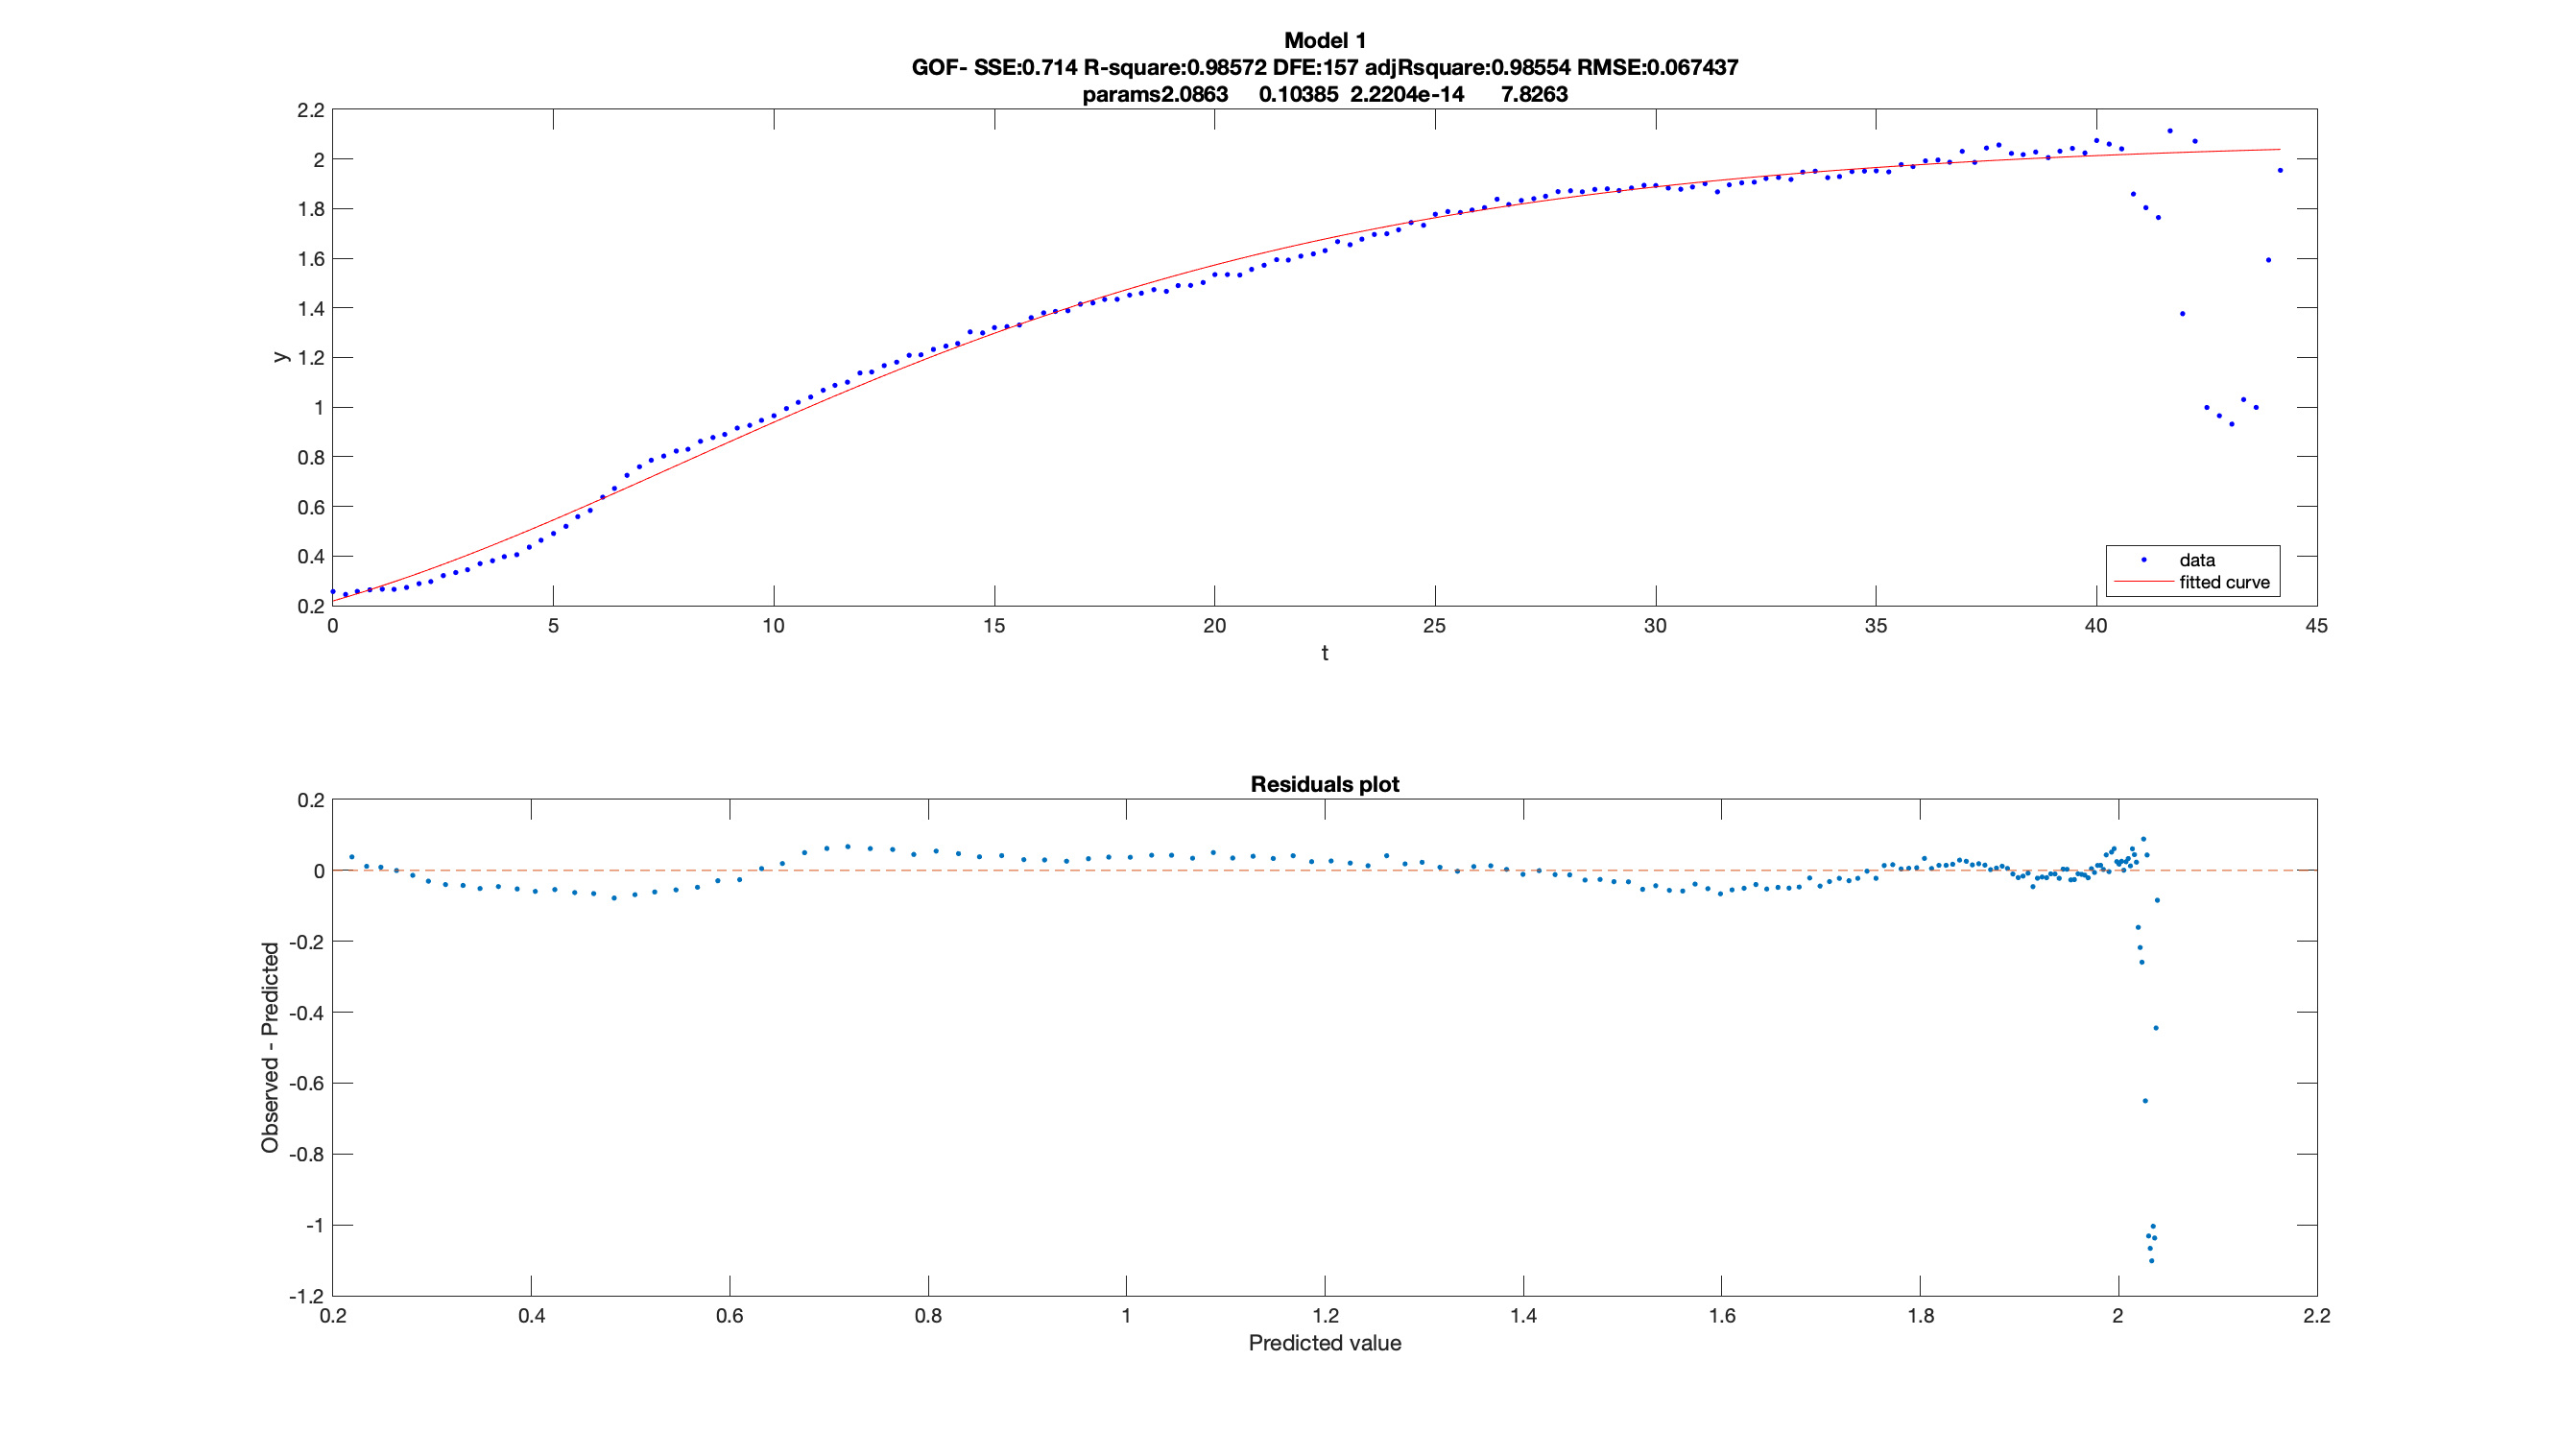 Model 1
GOF- SSE:0.714 R-square:0.98572 DFE:157 adjRsquare:0.98554 RMSE:0.067437
params2.0863 0.10385 2.2204e-14 7.8263
2.2
2
1.8
1.6
1.4
1.2
1
0.8
0.6
0.4
0.2
y
data
fitted curve
0 5 10 15 20 25 30 35 40 45
t
Residuals plot
0.2
0
-0.2
-0.4
-0.6
-0.8
-1
-1.2
Observed - Predicted
0.2 0.4 0.6 0.8 1 1.2 1.4 1.6 1.8 2 2.2
Predicted value